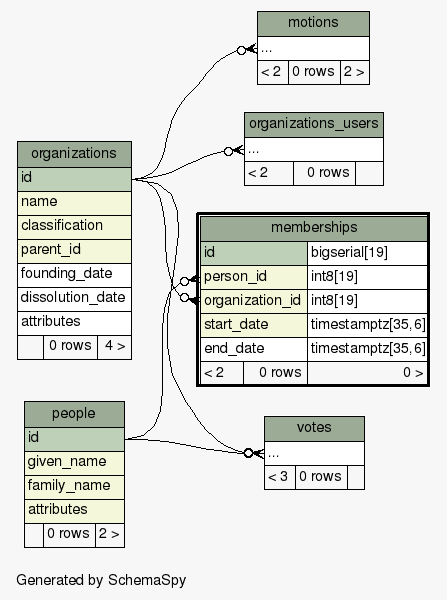 motions
...
< 2 0 rows 2 >
organizations_users
...
< 2 0 rows
organizations
id
name
classification
parent_id
founding_date
dissolution_date
attributes
0 rows 4 >
memberships
id bigserial[19]
person_id int8[19]
organization_id int8[19]
start_date timestamptz[35,6]
end_date timestamptz[35,6]
< 2 0 rows 0 >
people
id
given_name
family_name
attributes
0 rows 2 >
votes
...
< 3 0 rows
Generated by SchemaSpy